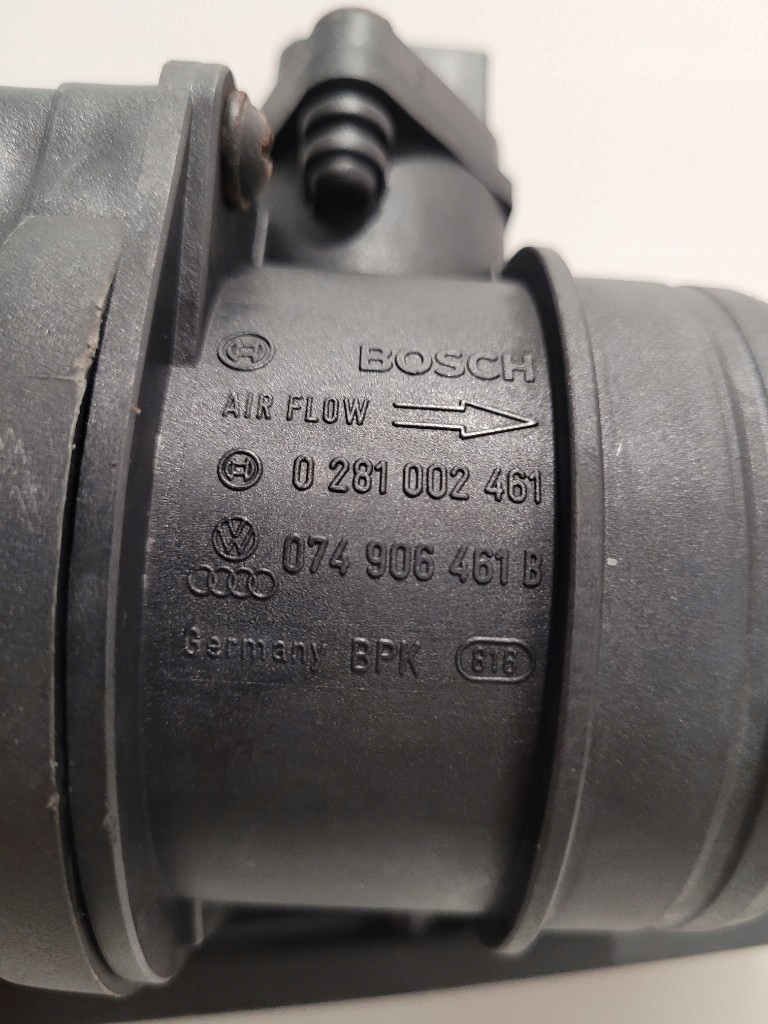 BOSCH
AIR FLOW
0 281 002 461
074 906 461 B
Germany BPK 816